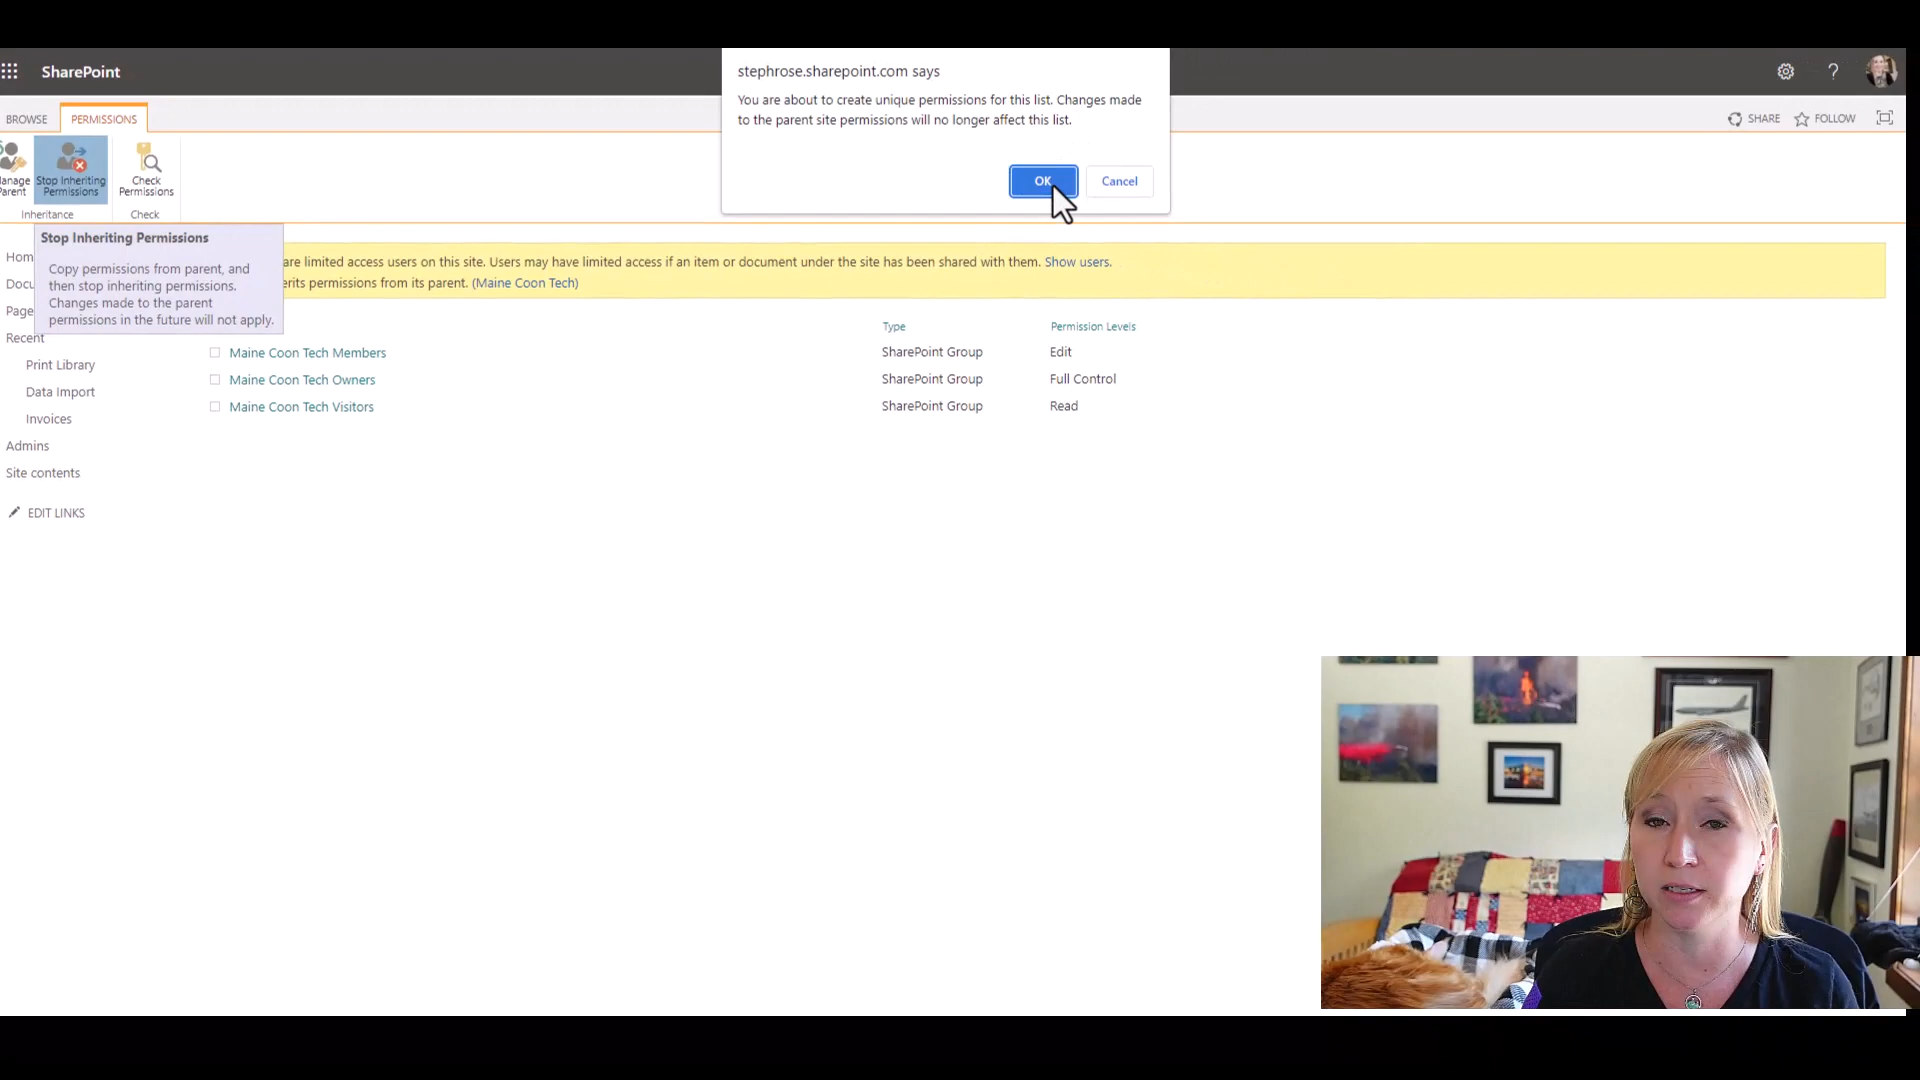 SharePoint
stephrose.sharepoint.com says
You are about to create unique permissions for this list. Changes made
to the parent site permissions will no longer affect this list.
OK
Cancel
BROWSE
PERMISSIONS
SHARE
FOLLOW
Parent
Stop Inheriting
Permissions
Check
Permissions
Inheritance
Check
Stop Inheriting Permissions
Copy permissions from parent, and
then stop inheriting permissions.
Changes made to the parent
permissions in the future will not apply.
are limited access users on this site. Users may have limited access if an item or document under the site has been shared with them. Show users.
erits permissions from its parent. (Maine Coon Tech)
Hom
Docu
Page
Recent
Print Library
Data Import
Invoices
Admins
Site contents
EDIT LINKS
Type
Permission Levels
Maine Coon Tech Members
SharePoint Group
Edit
Maine Coon Tech Owners
SharePoint Group
Full Control
Maine Coon Tech Visitors
SharePoint Group
Read